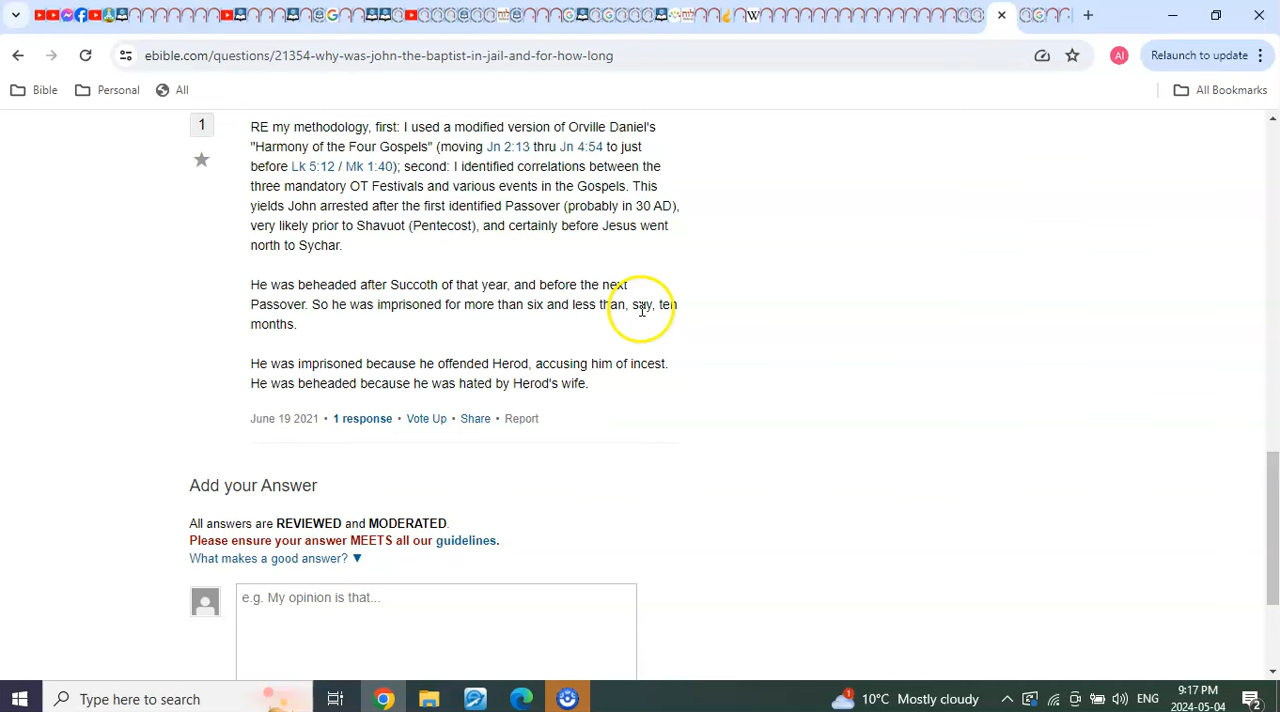 ebible.com/questions/21354-why-was-john-the-baptist-in-jail-and-for-how-long
AI
Relaunch to update
Bible
Personal
All
All Bookmarks
1
RE my methodology, first: I used a modified version of Orville Daniel's
"Harmony of the Four Gospels" (moving Jn 2:13 thru Jn 4:54 to just
before Lk 5:12 / Mk 1:40); second: I identified correlations between the
three mandatory OT Festivals and various events in the Gospels. This
yields John arrested after the first identified Passover (probably in 30 AD),
very likely prior to Shavuot (Pentecost), and certainly before Jesus went
north to Sychar.
He was beheaded after Succoth of that year, and before the next
Passover. So he was imprisoned for more than six and less than, say, ten
months.
He was imprisoned because he offended Herod, accusing him of incest.
He was beheaded because he was hated by Herod's wife.
June 19 2021 • 1 response • Vote Up • Share • Report
Add your Answer
All answers are REVIEWED and MODERATED.
Please ensure your answer MEETS all our guidelines.
What makes a good answer? ▼
e.g. My opinion is that...
Type here to search
1
10°C Mostly cloudy
ENG
9:17 PM
2024-05-04
2